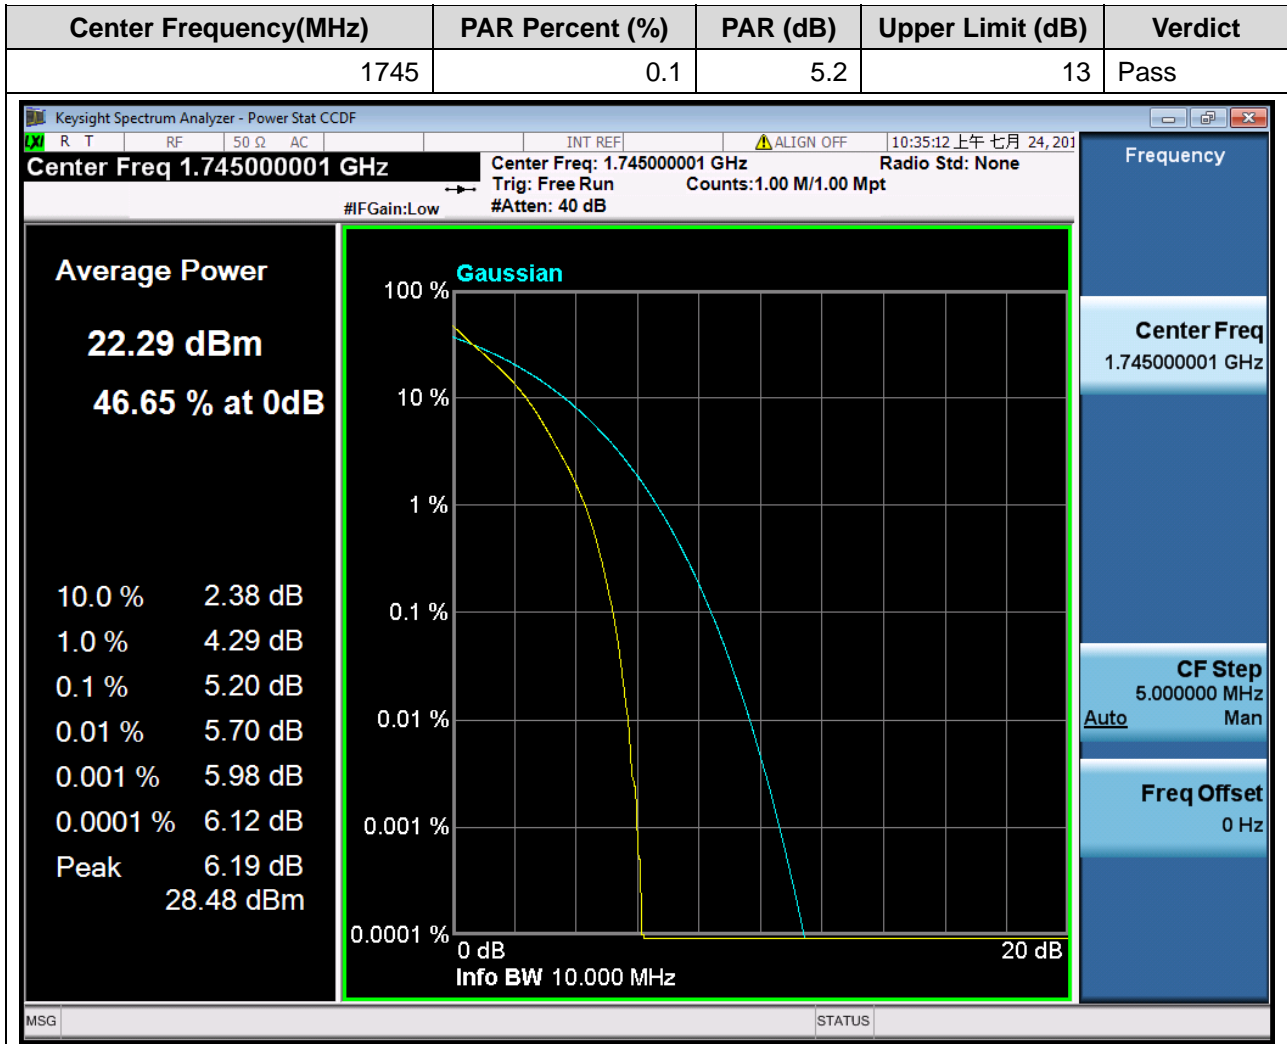 Center Frequency(MHz) PAR Percent (%) PAR (dB) Upper Limit (dB) Verdict
1745 0.1 5.2 13 Pass
Keysight Spectrum Analyzer - Power Stat CCDF
LXI R T RF 50 Ω AC INT REF ALIGN OFF 10:35:12 上午 七月 24, 201
Center Freq 1.745000001 GHz
Center Freq: 1.745000001 GHz Radio Std: None
Trig: Free Run Counts:1.00 M/1.00 Mpt
#IFGain:Low #Atten: 40 dB
Average Power
22.29 dBm
46.65 % at 0dB
10.0 % 2.38 dB
1.0 % 4.29 dB
0.1 % 5.20 dB
0.01 % 5.70 dB
0.001 % 5.98 dB
0.0001 % 6.12 dB
Peak 6.19 dB
28.48 dBm
Gaussian
100 %
10 %
1 %
0.1 %
0.01 %
0.001 %
0.0001 %
0 dB 20 dB
Info BW 10.000 MHz
Frequency
Center Freq
1.745000001 GHz
CF Step
5.000000 MHz
Auto Man
Freq Offset
0 Hz
MSG STATUS